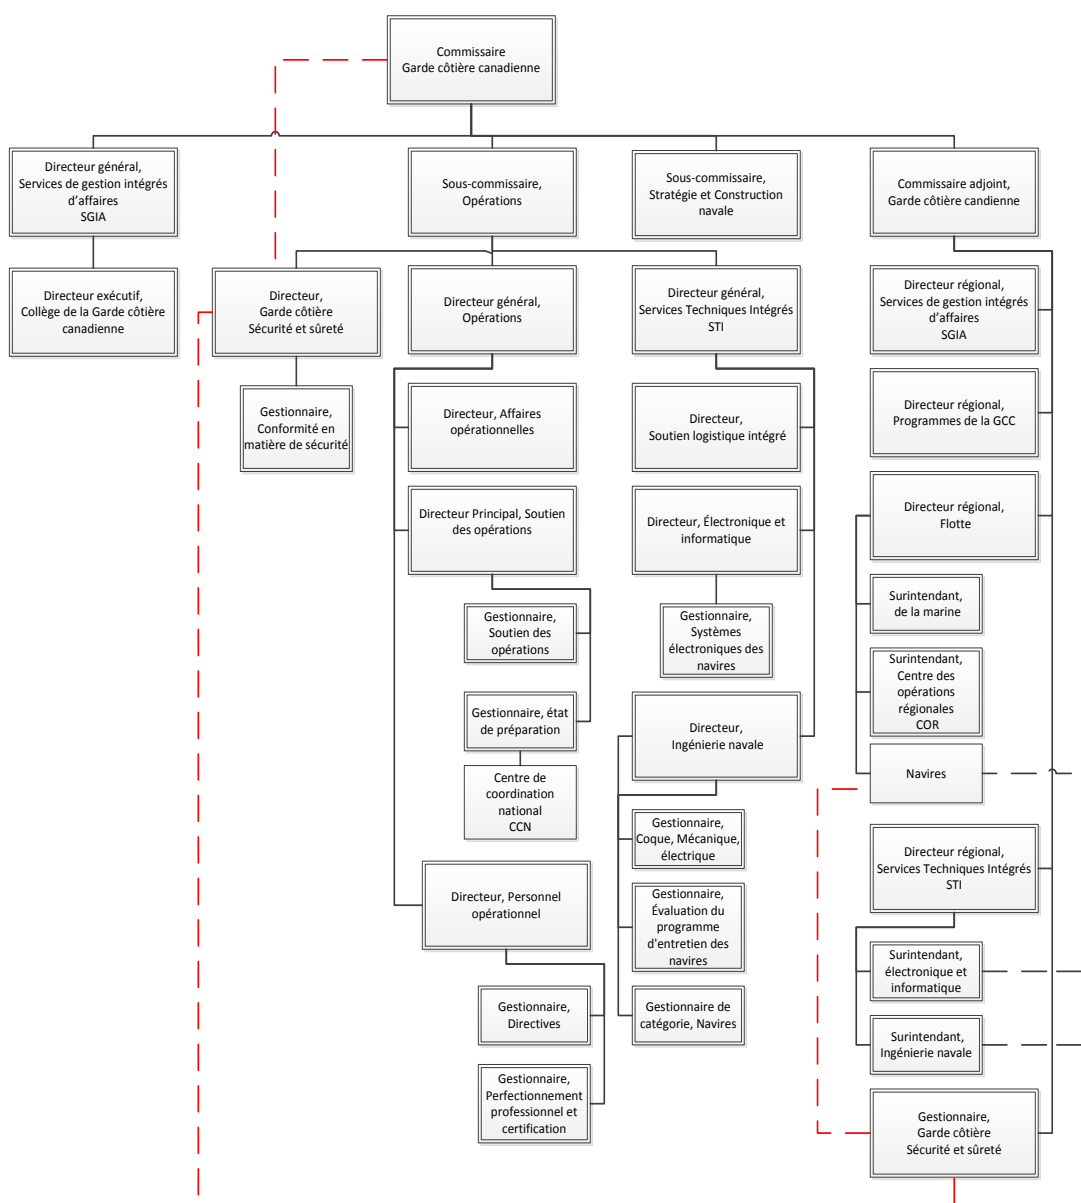 Commissaire
Garde côtière canadienne
Directeur général,
Services de gestion intégrés
d'affaires
SGIA
Sous-commissaire,
Opérations
Sous-commissaire,
Stratégie et Construction
navale
Commissaire adjoint,
Garde côtière candienne
Directeur exécutif,
Collège de la Garde côtière
canadienne
Directeur,
Garde côtière
Sécurité et sûreté
Directeur général,
Opérations
Directeur général,
Services Techniques Intégrés
STI
Directeur régional,
Services de gestion intégrés
d'affaires
SGIA
Gestionnaire,
Conformité en
matière de sécurité
Directeur, Affaires
opérationnelles
Directeur,
Soutien logistique intégré
Directeur régional,
Programmes de la GCC
Directeur Principal, Soutien
des opérations
Directeur, Électronique et
informatique
Directeur régional,
Flotte
Gestionnaire,
Soutien des
opérations
Gestionnaire,
Systèmes
électroniques des
navires
Surintendant,
de la marine
Surintendant,
Centre des
opérations
régionales
COR
Gestionnaire, état
de préparation
Directeur,
Ingénierie navale
Centre de
coordination
national
CCN
Navires
Gestionnaire,
Coque, Mécanique,
électrique
Directeur régional,
Services Techniques Intégrés
STI
Directeur, Personnel
opérationnel
Gestionnaire,
Évaluation du
programme
d'entretien des
navires
Surintendant,
électronique et
informatique
Gestionnaire,
Directives
Gestionnaire de
catégorie, Navires
Surintendant,
Ingénierie navale
Gestionnaire,
Perfectionnement
professionnel et
certification
Gestionnaire,
Garde côtière
Sécurité et sûreté